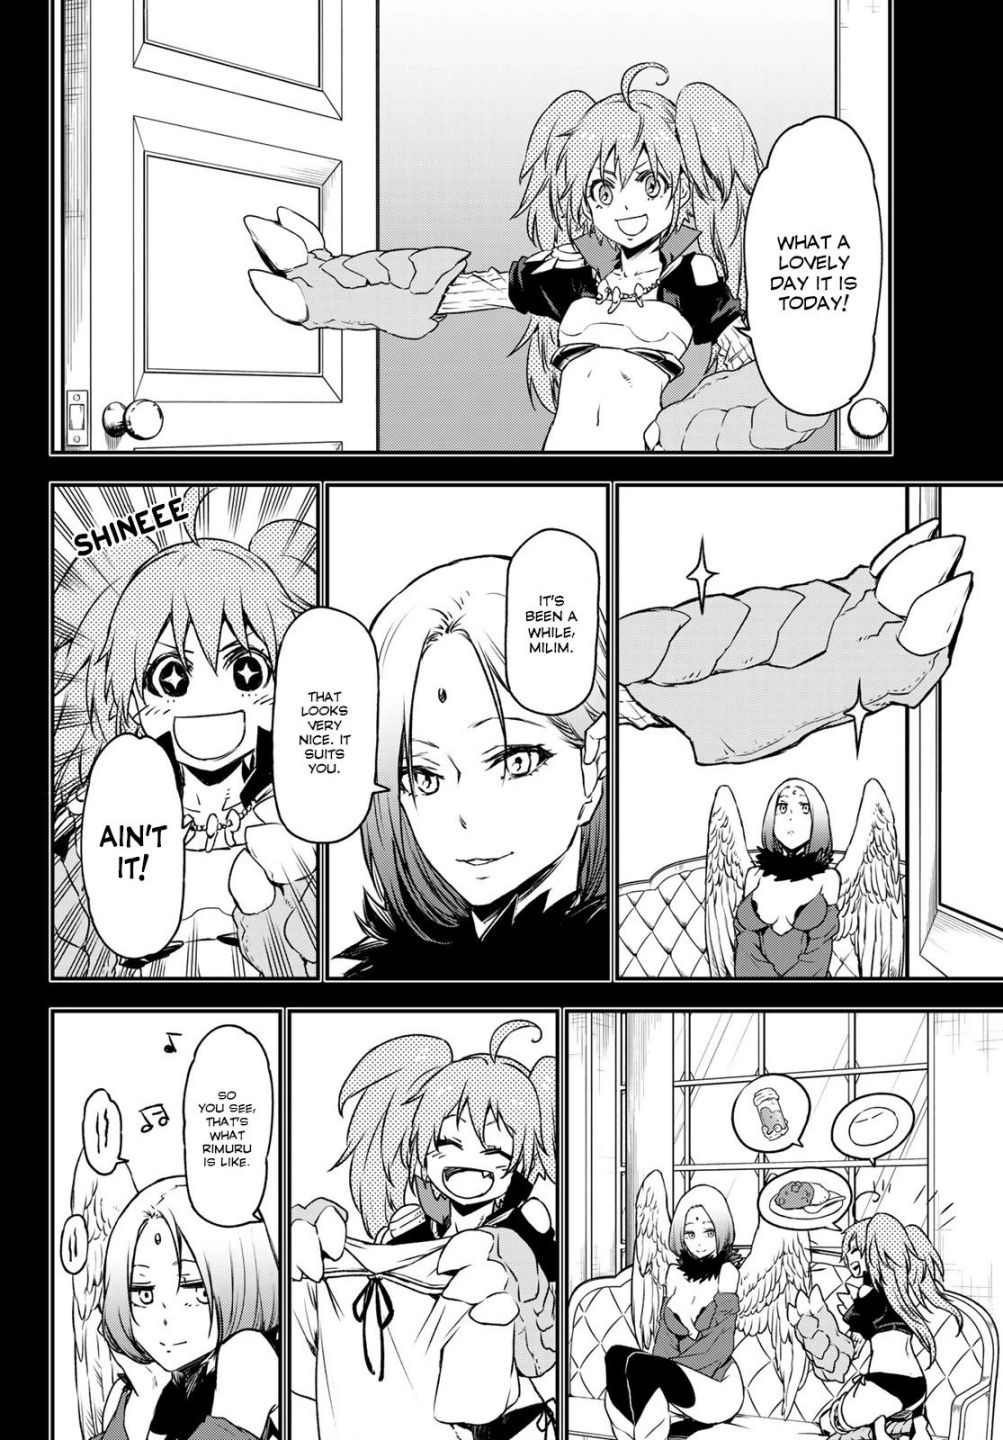 WHAT A
LOVELY
DAY IT IS
TODAY!
IT'S
BEEN A
WHILE,
MILIM.
THAT
LOOKS
VERY
NICE. IT
SUITS
YOU.
SHINEEE
AIN'T
IT!
SO
YOU SEE,
THAT'S
WHAT
RIMURU
IS LIKE.